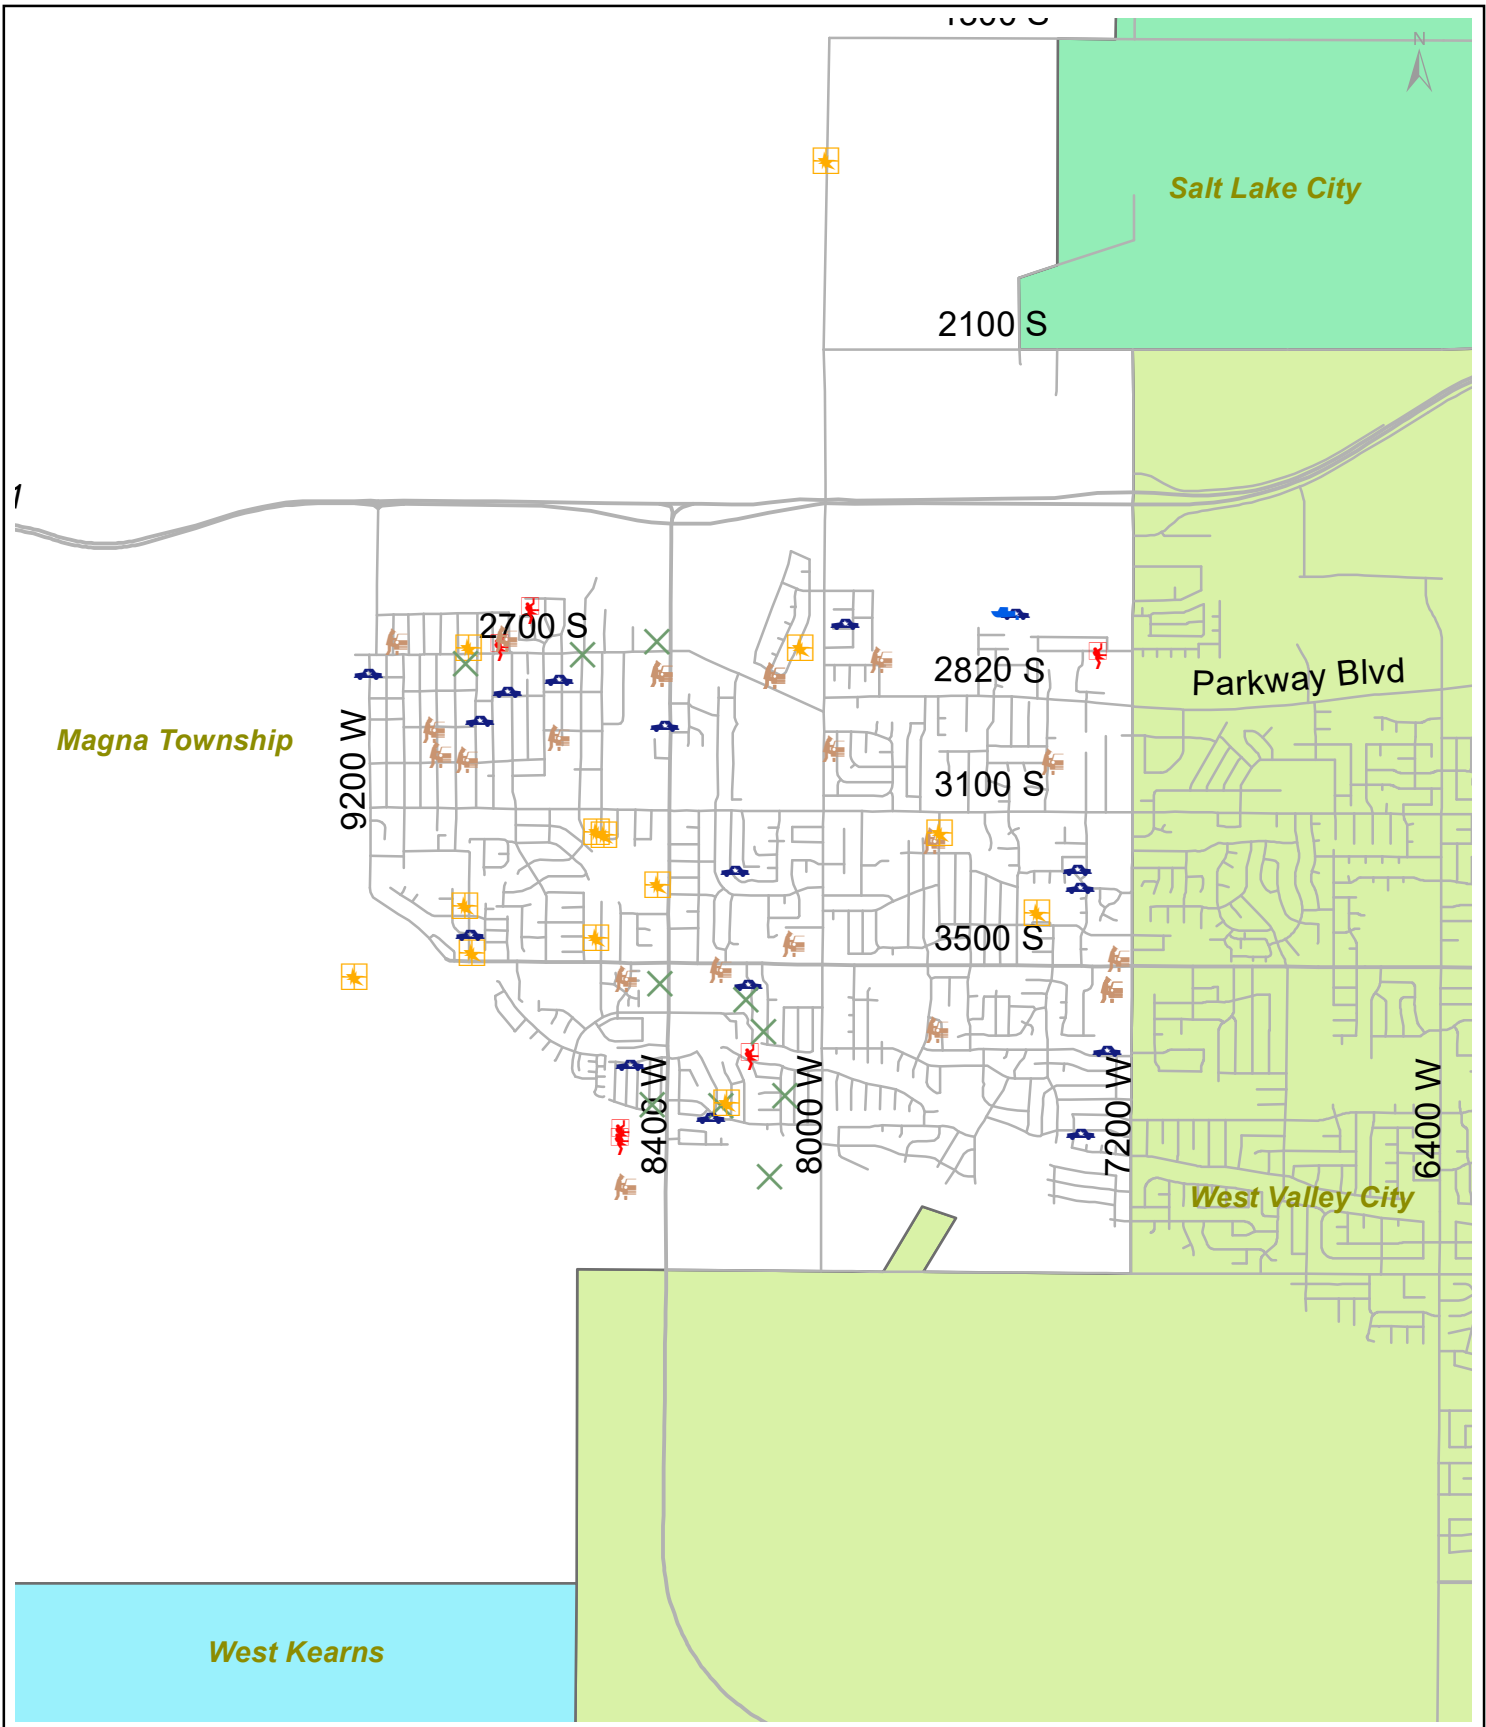 N
Salt Lake City
2100 S
2700 S
2820 S
Parkway Blvd
Magna Township
9200 W
3100 S
3500 S
8400 W
8000 W
7200 W
6400 W
West Valley City
West Kearns